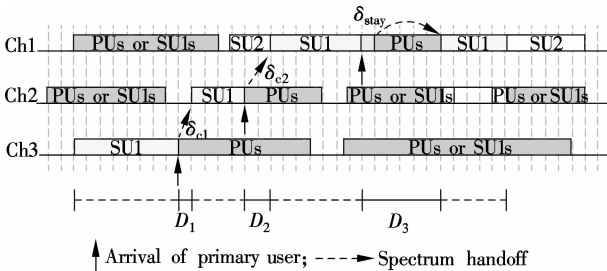 δstay
Ch1 PUs or SU1s SU2 SU1 PUs SU1 SU2
δc2
Ch2 PUs or SU1s SU1 PUs PUs or SU1s PUs or SU1s
δc1
Ch3 SU1 PUs PUs or SU1s
D1 D2 D3
Arrival of primary user; Spectrum handoff